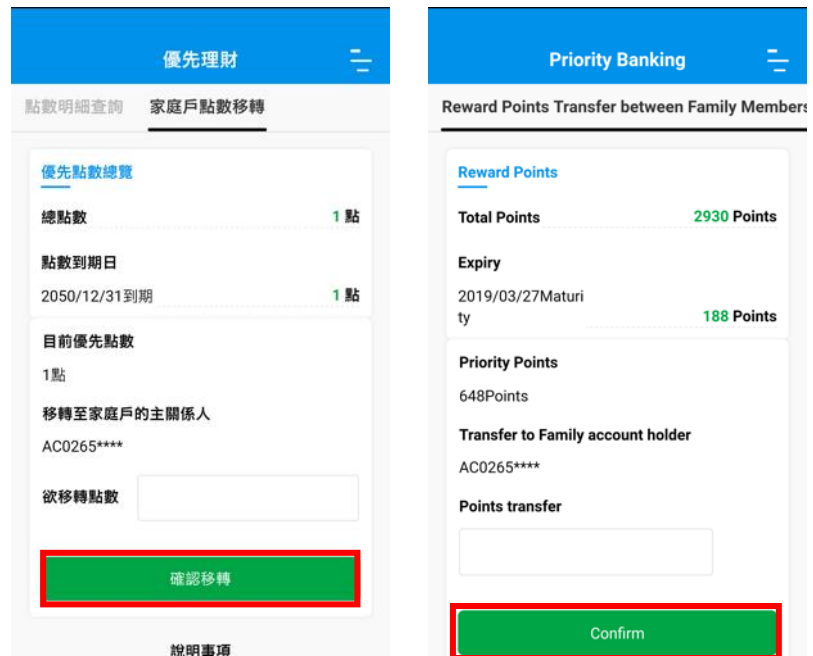 優先理財
點數明細查詢 家庭戶點數移轉
優先點數總覽
總點數 1 點
點數到期日
2050/12/31到期 1 點
目前優先點數
1點
移轉至家庭戶的主關係人
AC0265****
欲移轉點數
確認移轉
說明事項
Priority Banking
Reward Points Transfer between Family Members
Reward Points
Total Points 2930 Points
Expiry
2019/03/27Maturi
ty 188 Points
Priority Points
648Points
Transfer to Family account holder
AC0265****
Points transfer
Confirm